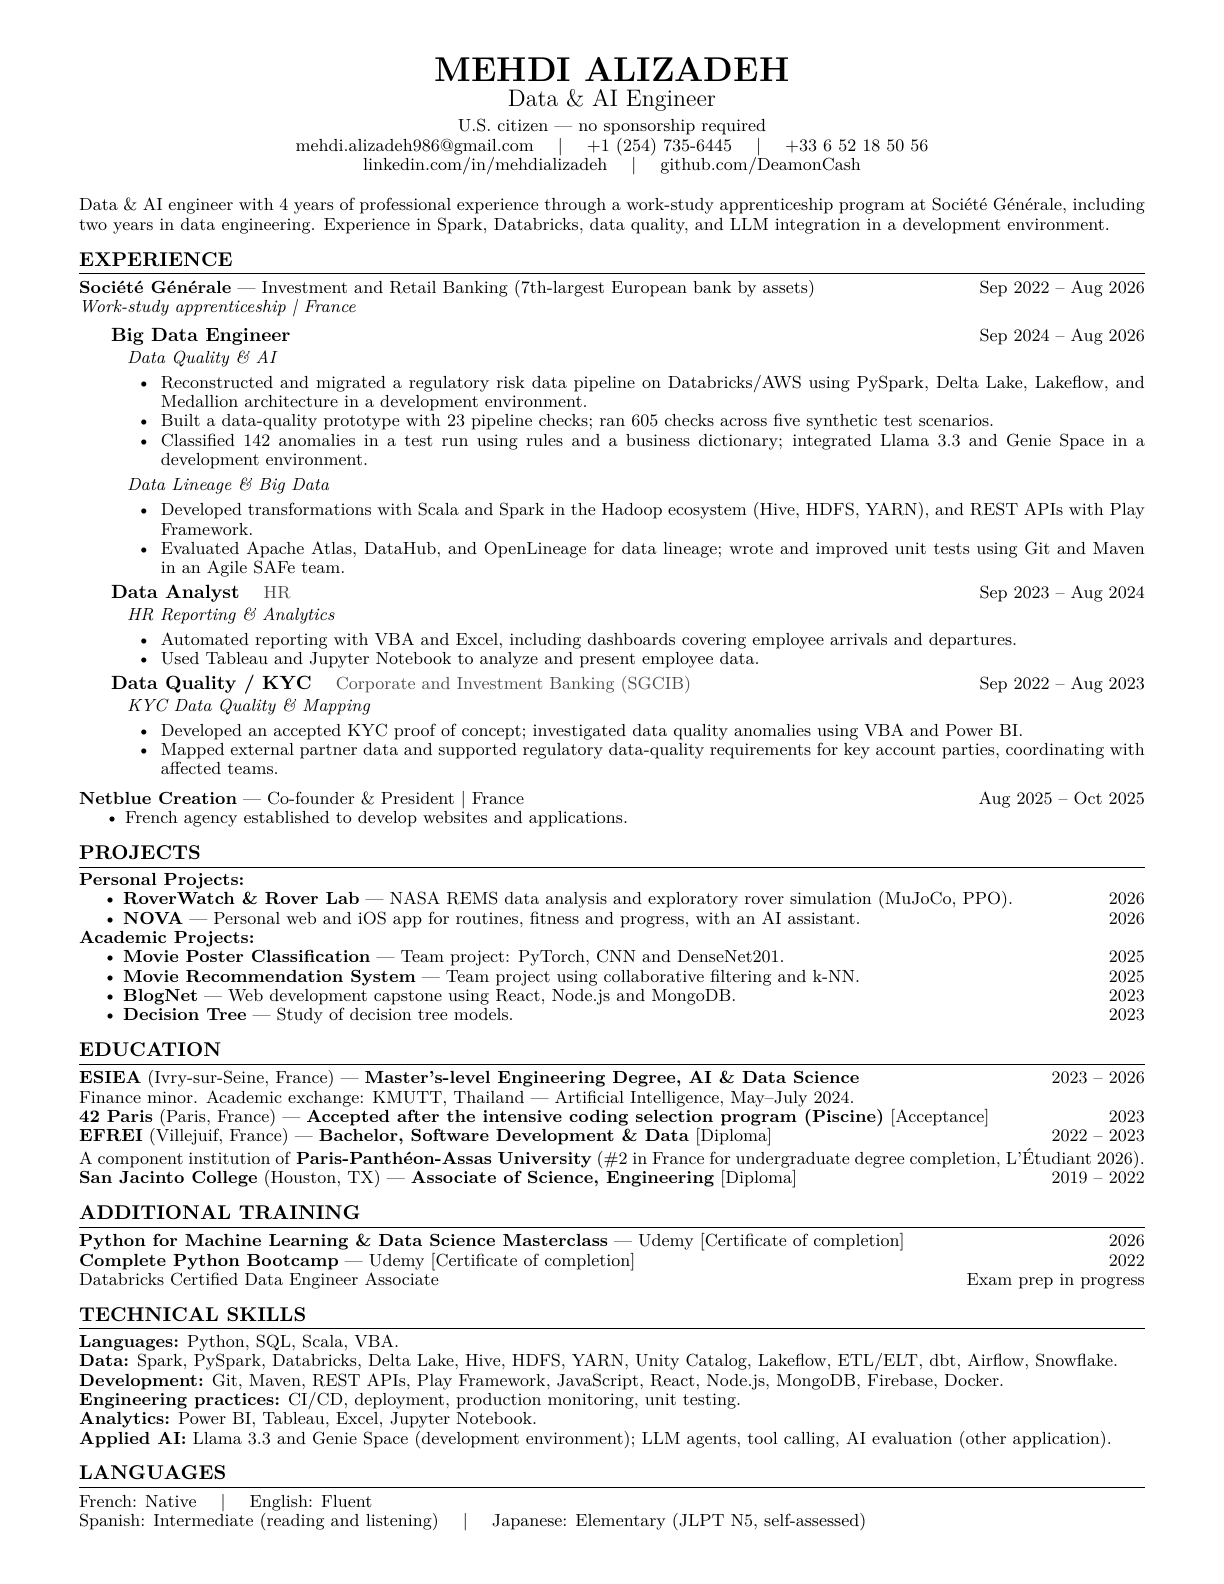 MEHDI ALIZADEH
Data & AI Engineer
U.S. citizen — no sponsorship required
mehdi.alizadeh986@gmail.com | +1 (254) 735-6445 | +33 6 52 18 50 56
linkedin.com/in/mehdializadeh | github.com/DeamonCash
Data & AI engineer with 4 years of professional experience through a work-study apprenticeship program at Société Générale, including
two years in data engineering. Experience in Spark, Databricks, data quality, and LLM integration in a development environment.
EXPERIENCE
Société Générale — Investment and Retail Banking (7th-largest European bank by assets) Sep 2022 – Aug 2026
Work-study apprenticeship | France
Big Data Engineer Sep 2024 – Aug 2026
Data Quality & AI
• Reconstructed and migrated a regulatory risk data pipeline on Databricks/AWS using PySpark, Delta Lake, Lakeflow, and
Medallion architecture in a development environment.
• Built a data-quality prototype with 23 pipeline checks; ran 605 checks across five synthetic test scenarios.
• Classified 142 anomalies in a test run using rules and a business dictionary; integrated Llama 3.3 and Genie Space in a
development environment.
Data Lineage & Big Data
• Developed transformations with Scala and Spark in the Hadoop ecosystem (Hive, HDFS, YARN), and REST APIs with Play
Framework.
• Evaluated Apache Atlas, DataHub, and OpenLineage for data lineage; wrote and improved unit tests using Git and Maven
in an Agile SAFe team.
Data Analyst HR Sep 2023 – Aug 2024
HR Reporting & Analytics
• Automated reporting with VBA and Excel, including dashboards covering employee arrivals and departures.
• Used Tableau and Jupyter Notebook to analyze and present employee data.
Data Quality / KYC Corporate and Investment Banking (SGCIB) Sep 2022 – Aug 2023
KYC Data Quality & Mapping
• Developed an accepted KYC proof of concept; investigated data quality anomalies using VBA and Power BI.
• Mapped external partner data and supported regulatory data-quality requirements for key account parties, coordinating with
affected teams.
Netblue Creation — Co-founder & President | France Aug 2025 – Oct 2025
• French agency established to develop websites and applications.
PROJECTS
Personal Projects:
• RoverWatch & Rover Lab — NASA REMS data analysis and exploratory rover simulation (MuJoCo, PPO). 2026
• NOVA — Personal web and iOS app for routines, fitness and progress, with an AI assistant. 2026
Academic Projects:
• Movie Poster Classification — Team project: PyTorch, CNN and DenseNet201. 2025
• Movie Recommendation System — Team project using collaborative filtering and k-NN. 2025
• BlogNet — Web development capstone using React, Node.js and MongoDB. 2023
• Decision Tree — Study of decision tree models. 2023
EDUCATION
ESIEA (Ivry-sur-Seine, France) — Master's-level Engineering Degree, AI & Data Science 2023 – 2026
Finance minor. Academic exchange: KMUTT, Thailand — Artificial Intelligence, May–July 2024.
42 Paris (Paris, France) — Accepted after the intensive coding selection program (Piscine) [Acceptance] 2023
EFREI (Villejuif, France) — Bachelor, Software Development & Data [Diploma] 2022 – 2023
A component institution of Paris-Panthéon-Assas University (#2 in France for undergraduate degree completion, L'Étudiant 2026).
San Jacinto College (Houston, TX) — Associate of Science, Engineering [Diploma] 2019 – 2022
ADDITIONAL TRAINING
Python for Machine Learning & Data Science Masterclass — Udemy [Certificate of completion] 2026
Complete Python Bootcamp — Udemy [Certificate of completion] 2022
Databricks Certified Data Engineer Associate Exam prep in progress
TECHNICAL SKILLS
Languages: Python, SQL, Scala, VBA.
Data: Spark, PySpark, Databricks, Delta Lake, Hive, HDFS, YARN, Unity Catalog, Lakeflow, ETL/ELT, dbt, Airflow, Snowflake.
Development: Git, Maven, REST APIs, Play Framework, JavaScript, React, Node.js, MongoDB, Firebase, Docker.
Engineering practices: CI/CD, deployment, production monitoring, unit testing.
Analytics: Power BI, Tableau, Excel, Jupyter Notebook.
Applied AI: Llama 3.3 and Genie Space (development environment); LLM agents, tool calling, AI evaluation (other application).
LANGUAGES
French: Native | English: Fluent
Spanish: Intermediate (reading and listening) | Japanese: Elementary (JLPT N5, self-assessed)